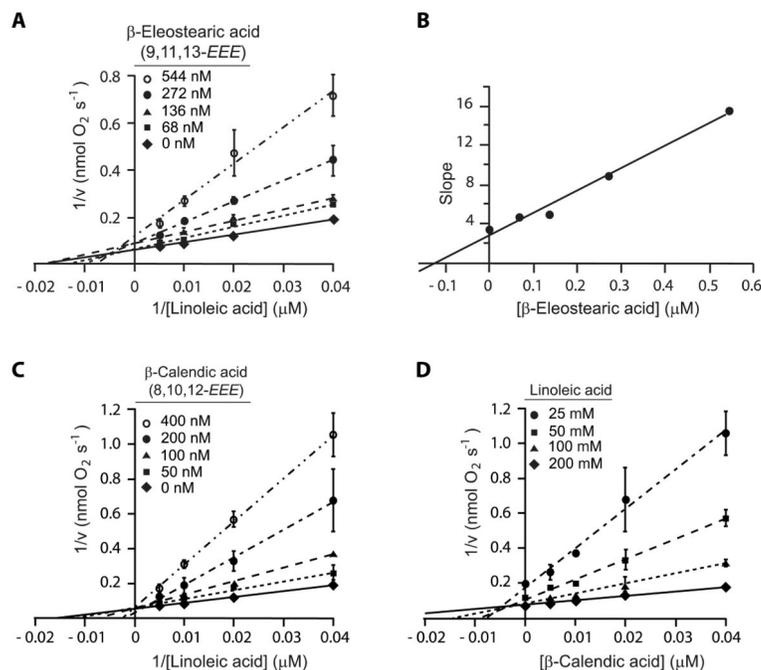 A
β-Eleostearic acid
(9,11,13-EEE)
544 nM
272 nM
136 nM
68 nM
0 nM
1/v (nmol O2 s-1)
0.8
0.6
0.4
0.2
- 0.02
- 0.01
0
0.01
0.02
0.03
0.04
1/[Linoleic acid] (μM)
B
Slope
16
12
8
4
- 0.1
0
0.1
0.2
0.3
0.4
0.5
0.6
[β-Eleostearic acid] (μM)
C
β-Calendic acid
(8,10,12-EEE)
400 nM
200 nM
100 nM
50 nM
0 nM
1/v (nmol O2 s-1)
1.2
1.0
0.8
0.6
0.4
0.2
- 0.02
- 0.01
0
0.01
0.02
0.03
0.04
1/[Linoleic acid] (μM)
D
Linoleic acid
25 mM
50 mM
100 mM
200 mM
1/v (nmol O2 s-1)
1.2
1.0
0.8
0.6
0.4
0.2
-0.02
-0.01
0
0.01
0.02
0.03
0.04
[β-Calendic acid] (μM)